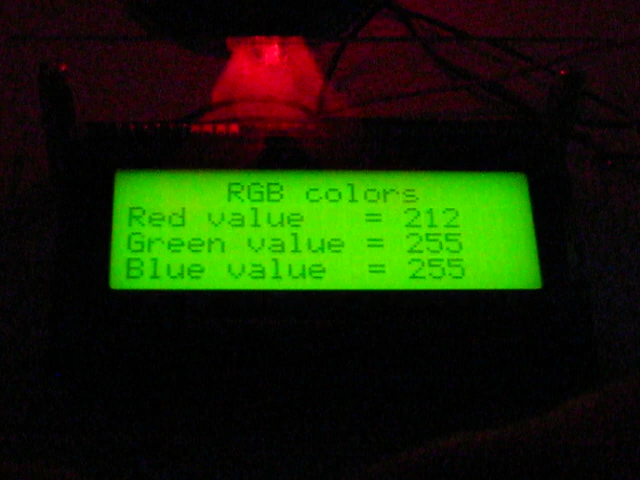 RGB colors
Red value = 212
Green value = 255
Blue value = 255